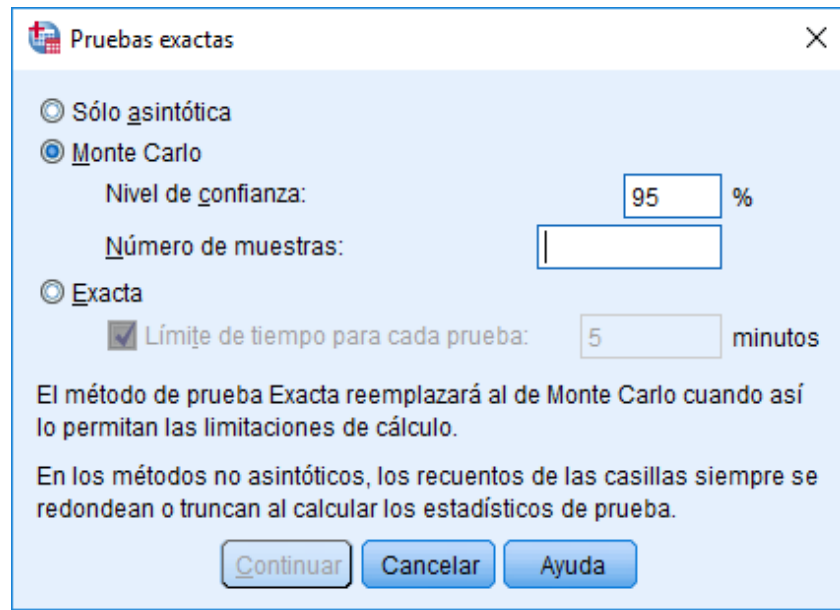 Pruebas exactas
Sólo asintótica
Monte Carlo
Nivel de confianza: 95 %
Número de muestras:
Exacta
Límite de tiempo para cada prueba: 5 minutos
El método de prueba Exacta reemplazará al de Monte Carlo cuando así
lo permitan las limitaciones de cálculo.
En los métodos no asintóticos, los recuentos de las casillas siempre se
redondean o truncan al calcular los estadísticos de prueba.
Continuar Cancelar Ayuda